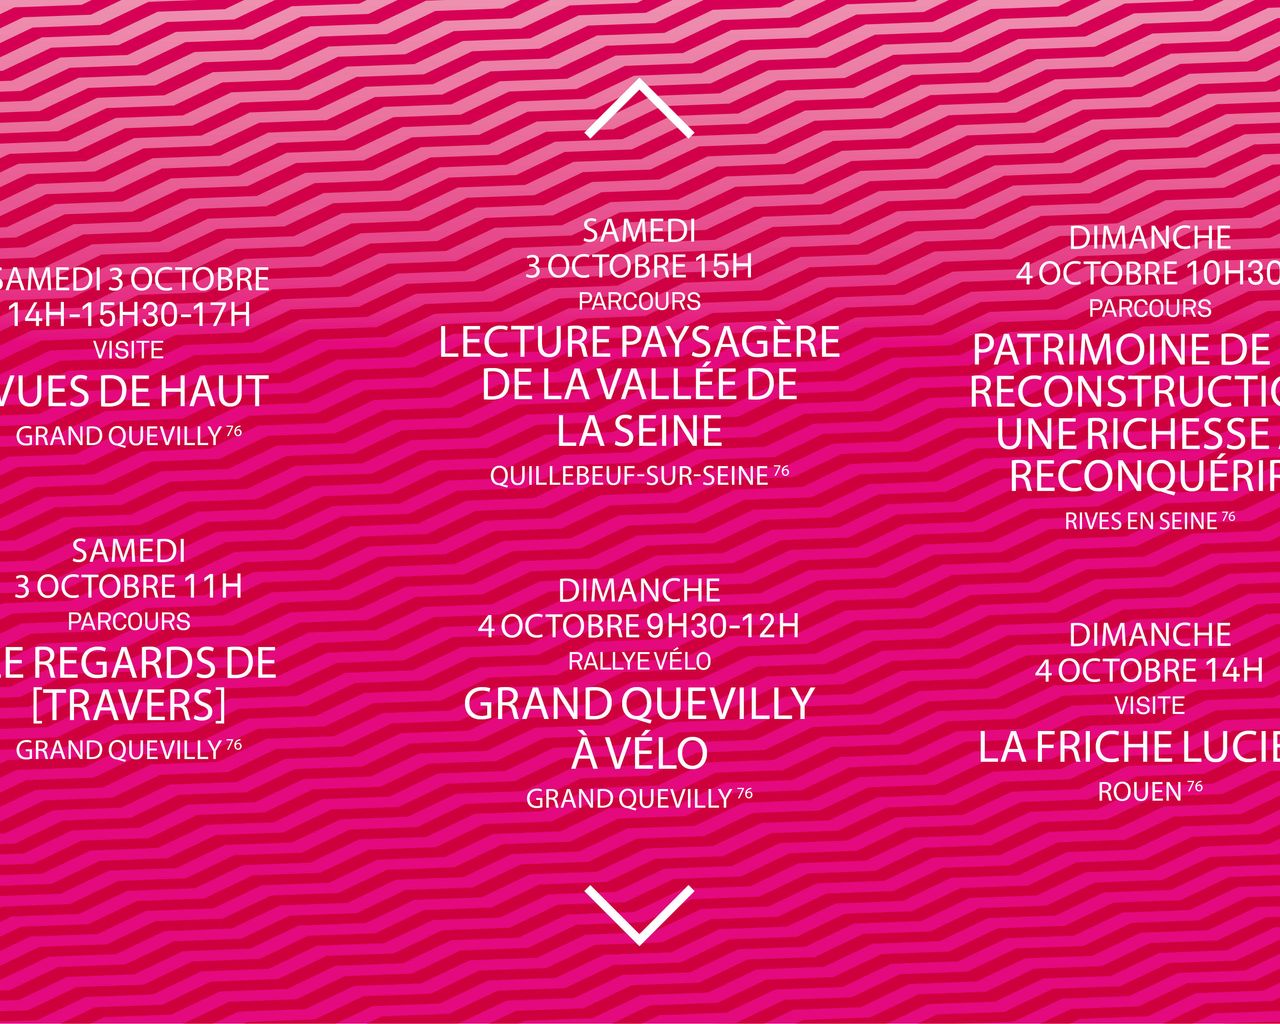 SAMEDI 3 OCTOBRE
14H-15H30-17H
VISITE
VUES DE HAUT
GRAND QUEVILLY 76
SAMEDI
3 OCTOBRE 11H
PARCOURS
REGARDS DE
[TRAVERS]
GRAND QUEVILLY 76
SAMEDI
3 OCTOBRE 15H
PARCOURS
LECTURE PAYSAGÈRE
DE LA VALLÉE DE
LA SEINE
QUILLEBEUF-SUR-SEINE 76
DIMANCHE
4 OCTOBRE 9H30-12H
RALLYE VÉLO
GRAND QUEVILLY
À VÉLO
GRAND QUEVILLY 76
DIMANCHE
4 OCTOBRE 10H30
PARCOURS
PATRIMOINE DE
RECONSTRUCTIO
UNE RICHESSE
RECONQUÉRIR
RIVES EN SEINE 76
DIMANCHE
4 OCTOBRE 14H
VISITE
LA FRICHE LUCIE
ROUEN 76